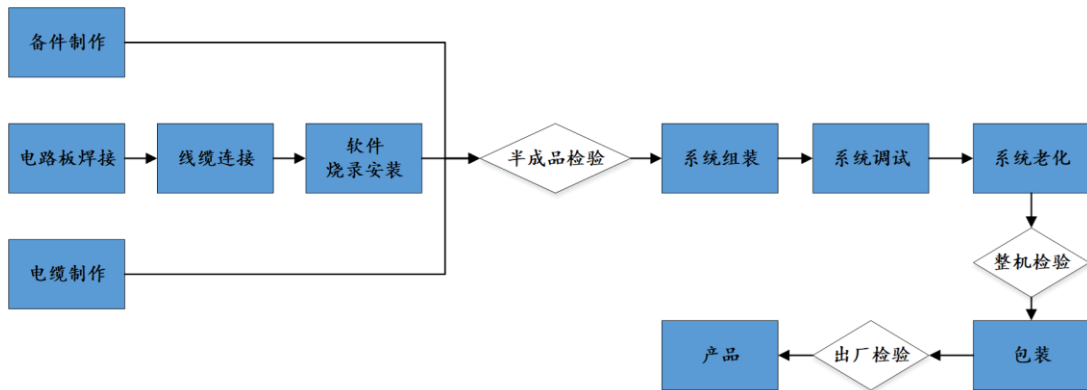 备件制作
电路板焊接
线缆连接
软件
烧录安装
电缆制作
半成品检验
系统组装
系统调试
系统老化
整机检验
包装
出厂检验
产品